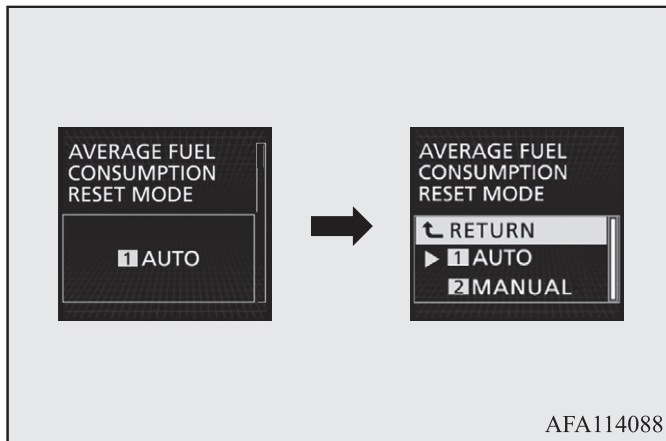 AVERAGE FUEL
CONSUMPTION
RESET MODE
1 AUTO
AVERAGE FUEL
CONSUMPTION
RESET MODE
RETURN
1 AUTO
2 MANUAL
AFA114088